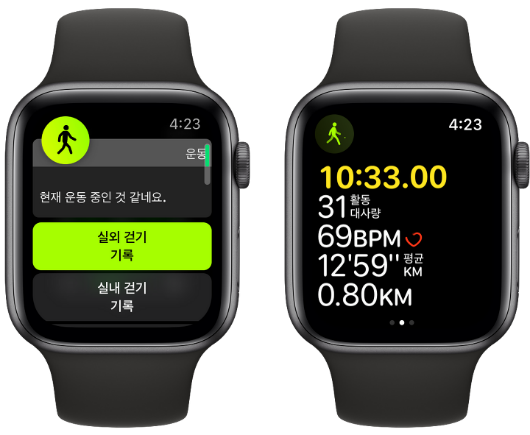 4:23
운동
현재 운동 중인 것 같네요.
실외 걷기
기록
실내 걷기
기록
4:23
10:33.00
31 활동
대사량
69BPM
12'59" 평균
KM
0.80KM